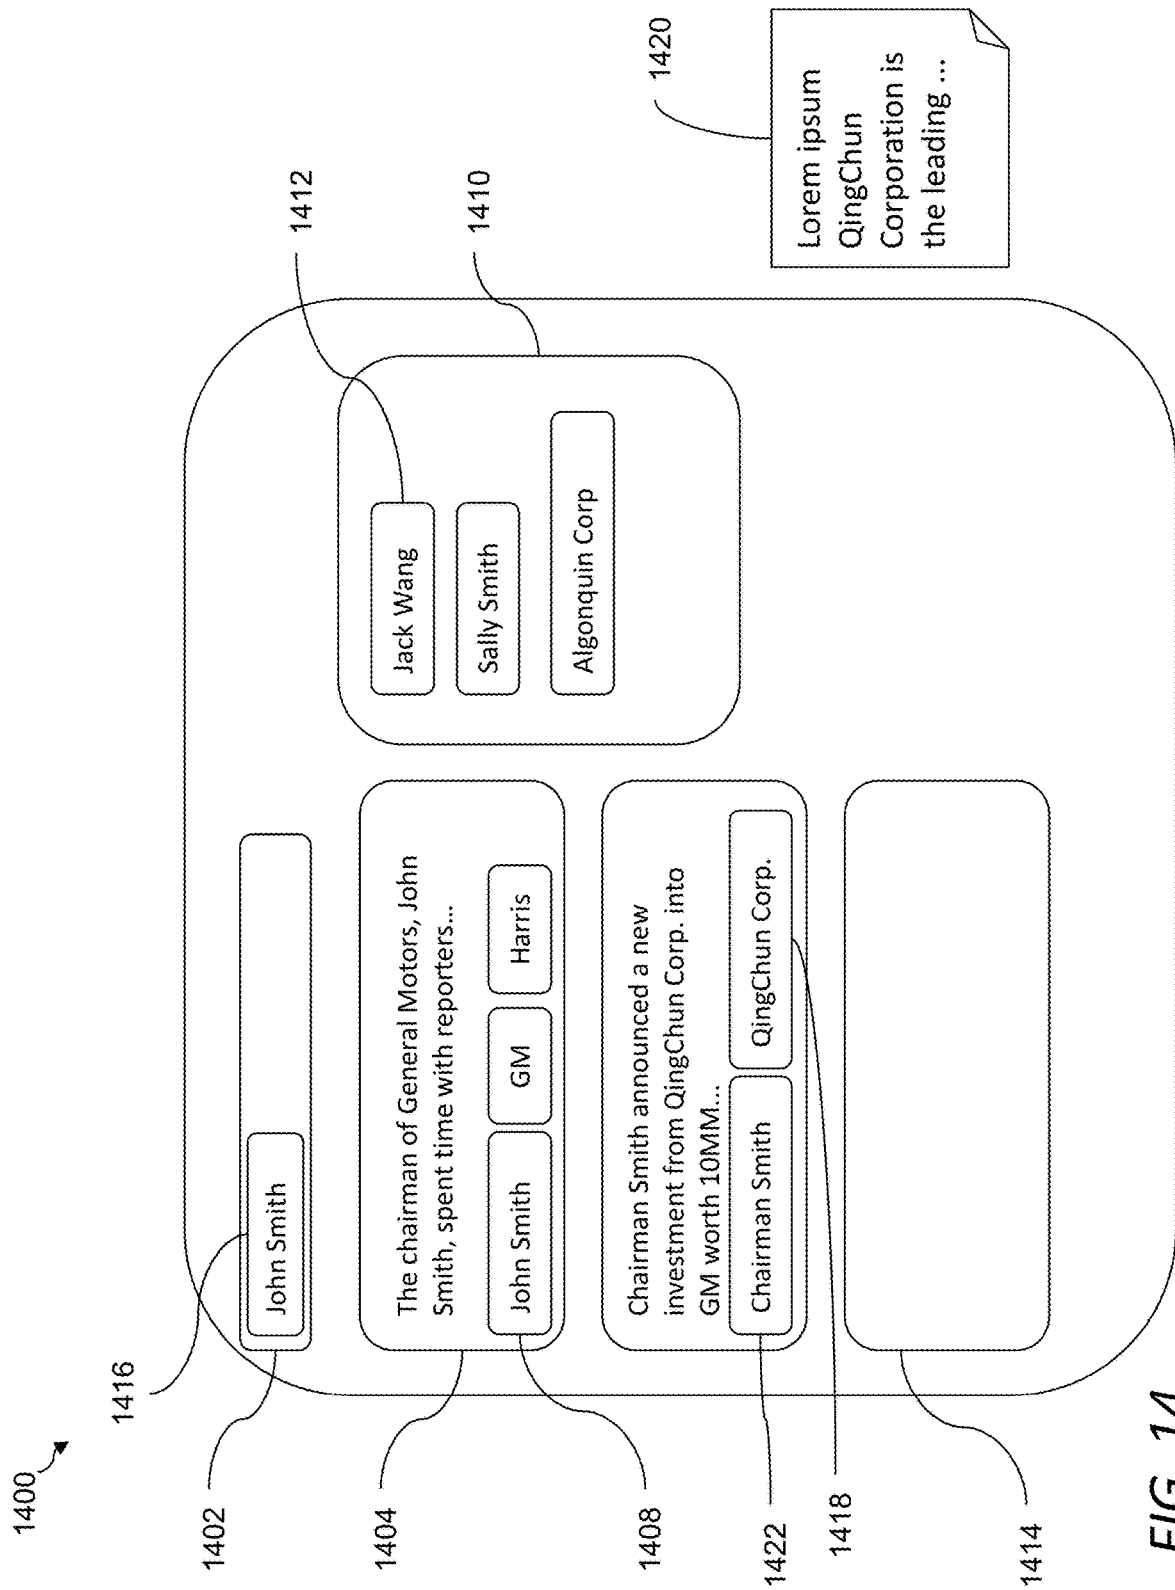 1400
1416
1402
John Smith
1404
The chairman of General Motors, John
Smith, spent time with reporters...
John Smith
GM
Harris
1408
Chairman Smith announced a new
investment from QingChun Corp. into
GM worth 10MM...
Chairman Smith
QingChun Corp.
1422
1418
1414
1412
1410
Jack Wang
Sally Smith
Algonquin Corp
1420
Lorem ipsum
QingChun
Corporation is
the leading ...
FIG. 14